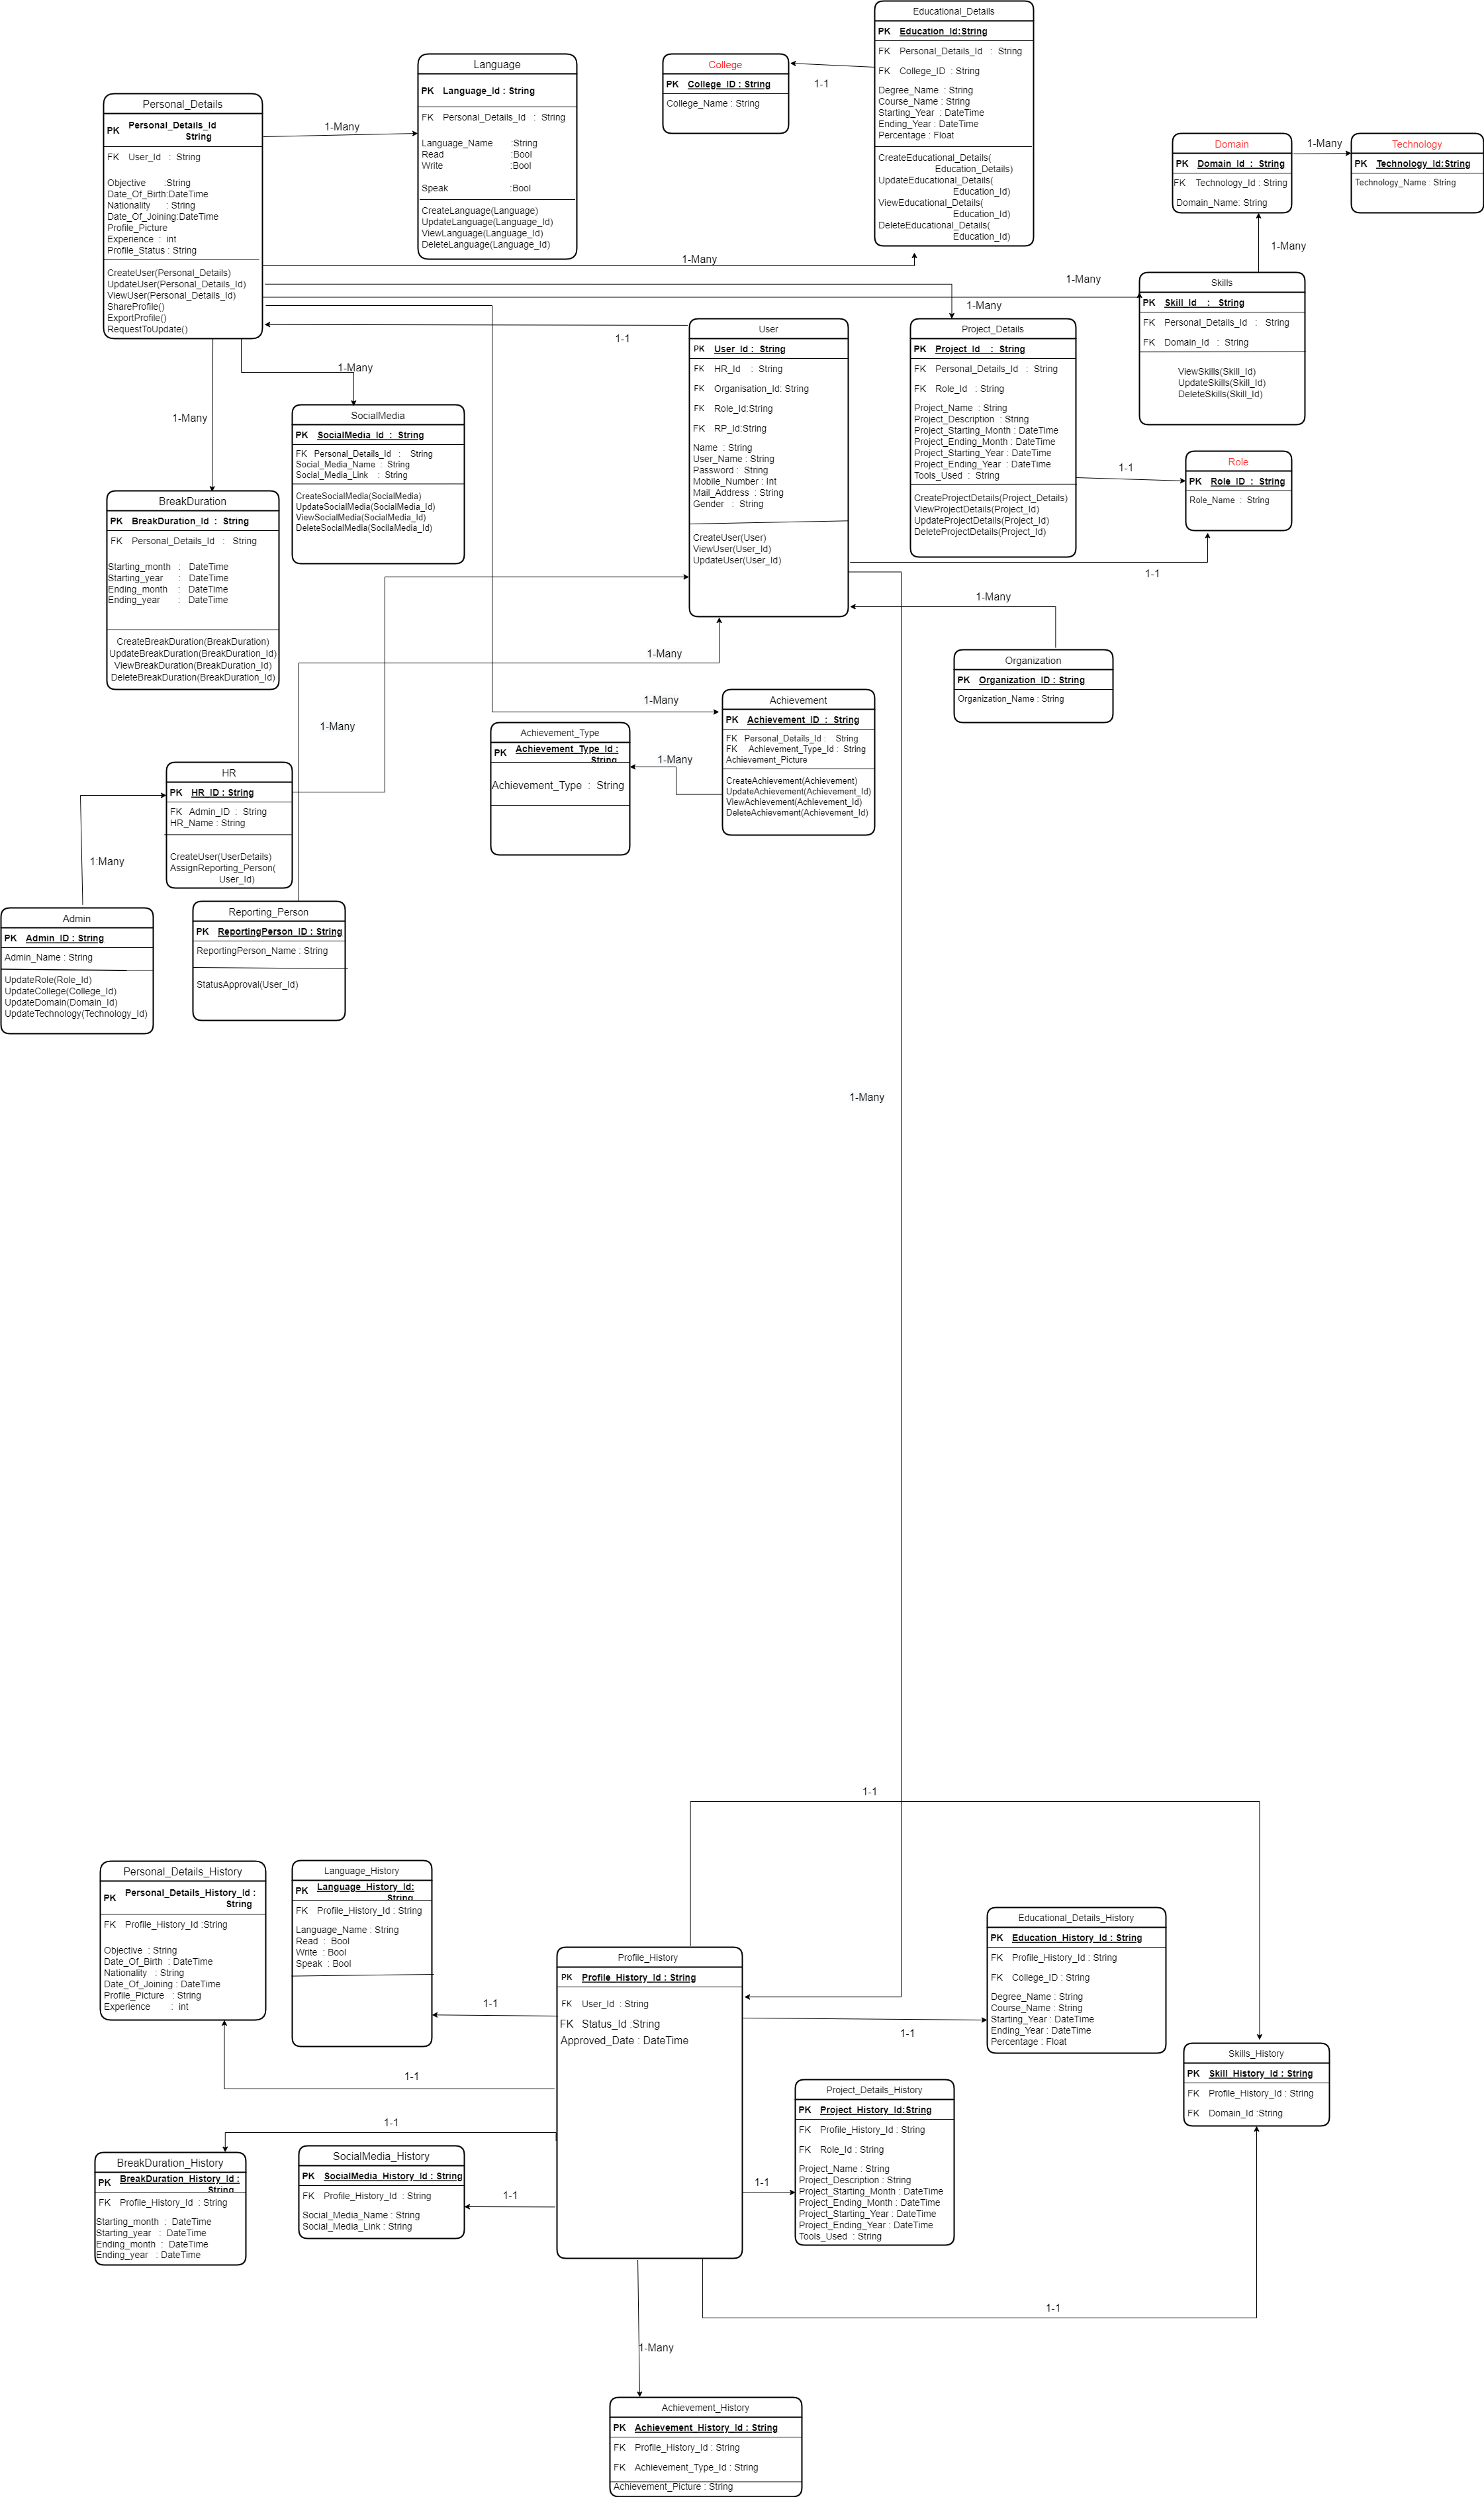 Educational_Details
PK Education_Id:String
FK Personal_Details_Id : String
FK College_ID : String
Degree_Name : String
Course_Name : String
Starting_Year : DateTime
Ending_Year : DateTime
Percentage : Float
CreateEducational_Details(
Education_Details)
UpdateEducational_Details(
Education_Id)
ViewEducational_Details(
Education_Id)
DeleteEducational_Details(
Education_Id)
College
PK College_ID : String
College_Name : String
1-1
Language
PK Language_Id : String
FK Personal_Details_Id : String
Language_Name :String
Read :Bool
Write :Bool
Speak :Bool
CreateLanguage(Language)
UpdateLanguage(Language_Id)
ViewLanguage(Language_Id)
DeleteLanguage(Language_Id)
1-Many
Personal_Details
PK Personal_Details_Id
String
FK User_Id : String
Objective :String
Date_Of_Birth:DateTime
Nationality : String
Date_Of_Joining:DateTime
Profile_Picture
Experience : int
Profile_Status : String
CreateUser(Personal_Details)
UpdateUser(Personal_Details_Id)
ViewUser(Personal_Details_Id)
ShareProfile()
ExportProfile()
RequestToUpdate()
Domain
PK Domain_Id : String
FK Technology_Id : String
Domain_Name: String
1-Many
Technology
PK Technology_Id:String
Technology_Name : String
1-Many
1-Many
1-Many
Skills
PK Skill_Id : String
FK Personal_Details_Id : String
FK Domain_Id : String
ViewSkills(Skill_Id)
UpdateSkills(Skill_Id)
DeleteSkills(Skill_Id)
1-Many
1-1
User
PK User_Id : String
FK HR_Id : String
FK Organisation_Id: String
FK Role_Id:String
FK RP_Id:String
Name : String
User_Name : String
Password : String
Mobile_Number : Int
Mail_Address : String
Gender : String
CreateUser(User)
ViewUser(User_Id)
UpdateUser(User_Id)
Project_Details
PK Project_Id : String
FK Personal_Details_Id : String
FK Role_Id : String
Project_Name : String
Project_Description : String
Project_Starting_Month : DateTime
Project_Ending_Month : DateTime
Project_Starting_Year : DateTime
Project_Ending_Year : DateTime
Tools_Used : String
CreateProjectDetails(Project_Details)
ViewProjectDetails(Project_Id)
UpdateProjectDetails(Project_Id)
DeleteProjectDetails(Project_Id)
1-1
Role
PK Role_ID : String
Role_Name : String
1-1
1-Many
1-Many
SocialMedia
PK SocialMedia_Id : String
FK Personal_Details_Id : String
Social_Media_Name : String
Social_Media_Link : String
CreateSocialMedia(SocialMedia)
UpdateSocialMedia(SocialMedia_Id)
ViewSocialMedia(SocialMedia_Id)
DeleteSocialMedia(SocilaMedia_Id)
BreakDuration
PK BreakDuration_Id : String
FK Personal_Details_Id : String
Starting_month : DateTime
Starting_year : DateTime
Ending_month : DateTime
Ending_year : DateTime
CreateBreakDuration(BreakDuration)
UpdateBreakDuration(BreakDuration_Id)
ViewBreakDuration(BreakDuration_Id)
DeleteBreakDuration(BreakDuration_Id)
1-Many
Organization
PK Organization_ID : String
Organization_Name : String
1-Many
1-Many
1-Many
Achievement
PK Achievement_ID : String
FK Personal_Details_Id : String
FK Achievement_Type_Id : String
Achievement_Picture
CreateAchievement(Achievement)
UpdateAchievement(Achievement_Id)
ViewAchievement(Achievement_Id)
DeleteAchievement(Achievement_Id)
1-Many
Achievement_Type
PK Achievement_Type_Id :
String
Achievement_Type : String
HR
PK HR_ID : String
FK Admin_ID : String
HR_Name : String
CreateUser(UserDetails)
AssignReporting_Person(
User_Id)
1:Many
Admin
PK Admin_ID : String
Admin_Name : String
UpdateRole(Role_Id)
UpdateCollege(College_Id)
UpdateDomain(Domain_Id)
UpdateTechnology(Technology_Id)
Reporting_Person
PK ReportingPerson_ID : String
ReportingPerson_Name : String
StatusApproval(User_Id)
1-Many
1-1
Personal_Details_History
PK Personal_Details_History_Id :
String
FK Profile_History_Id :String
Objective : String
Date_Of_Birth : DateTime
Nationality : String
Date_Of_Joining : DateTime
Profile_Picture : String
Experience : int
Language_History
PK Language_History_Id:
String
FK Profile_History_Id : String
Language_Name : String
Read : Bool
Write : Bool
Speak : Bool
1-1
Profile_History
PK Profile_History_Id : String
FK User_Id : String
FK Status_Id :String
Approved_Date : DateTime
Educational_Details_History
PK Education_History_Id : String
FK Profile_History_Id : String
FK College_ID : String
Degree_Name : String
Course_Name : String
Starting_Year : DateTime
Ending_Year : DateTime
Percentage : Float
1-1
Skills_History
PK Skill_History_Id : String
FK Profile_History_Id : String
FK Domain_Id :String
1-1
1-1
Project_Details_History
PK Project_History_Id:String
FK Profile_History_Id : String
FK Role_Id : String
Project_Name : String
Project_Description : String
Project_Starting_Month : DateTime
Project_Ending_Month : DateTime
Project_Starting_Year : DateTime
Project_Ending_Year : DateTime
Tools_Used : String
1-1
BreakDuration_History
PK BreakDuration_History_Id :
String
FK Profile_History_Id : String
Starting_month : DateTime
Starting_year : DateTime
Ending_month : DateTime
Ending_year : DateTime
SocialMedia_History
PK SocialMedia_History_Id : String
FK Profile_History_Id : String
Social_Media_Name : String
Social_Media_Link : String
1-1
1-1
1-Many
Achievement_History
PK Achievement_History_Id : String
FK Profile_History_Id : String
FK Achievement_Type_Id : String
Achievement_Picture : String